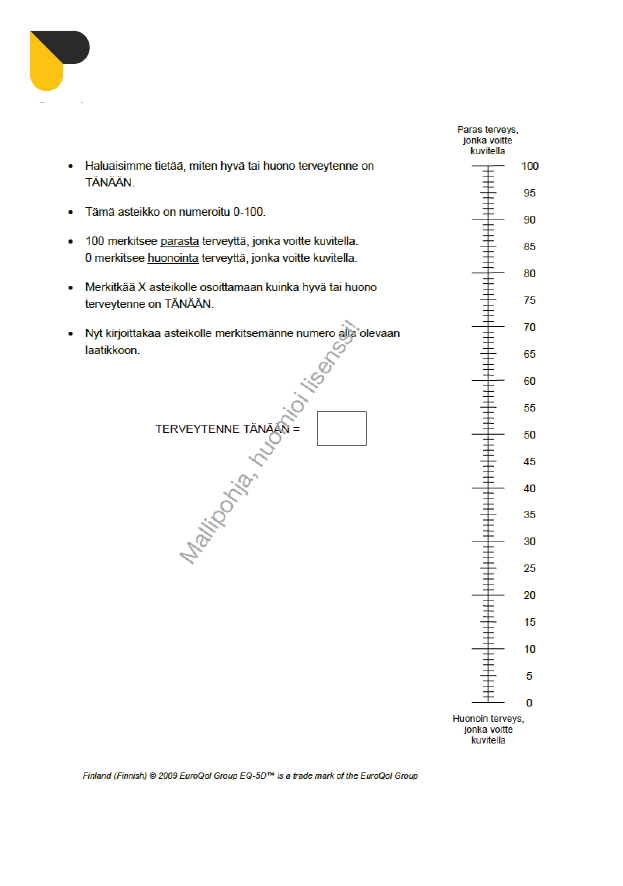 Paras terveys,
jonka voitte
kuvitella
• Haluaisimme tietää, miten hyvä tai huono terveytenne on
TÄNÄÄN.
• Tämä asteikko on numeroitu 0-100.
• 100 merkitsee parasta terveyttä, jonka voitte kuvitella.
0 merkitsee huonointa terveyttä, jonka voitte kuvitella.
• Merkitkää X asteikolle osoittamaan kuinka hyvä tai huono
terveytenne on TÄNÄÄN.
• Nyt kirjoittakaa asteikolle merkitsemänne numero alla olevaan
laatikkoon.
TERVEYTENNE TÄNÄÄN =
Mallipohja, huomioi lisenssi!
100
95
90
85
80
75
70
65
60
55
50
45
40
35
30
25
20
15
10
5
0
Huonoin terveys,
jonka voitte
kuvitella
Finland (Finnish) © 2009 EuroQol Group EQ-5D™ is a trade mark of the EuroQol Group